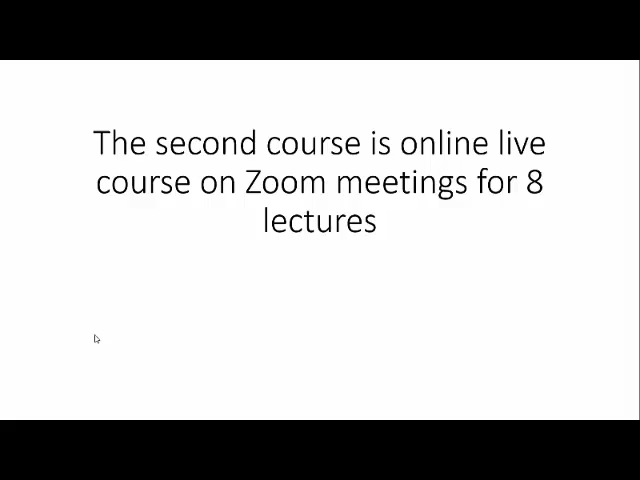 The second course is online live
course on Zoom meetings for 8
lectures